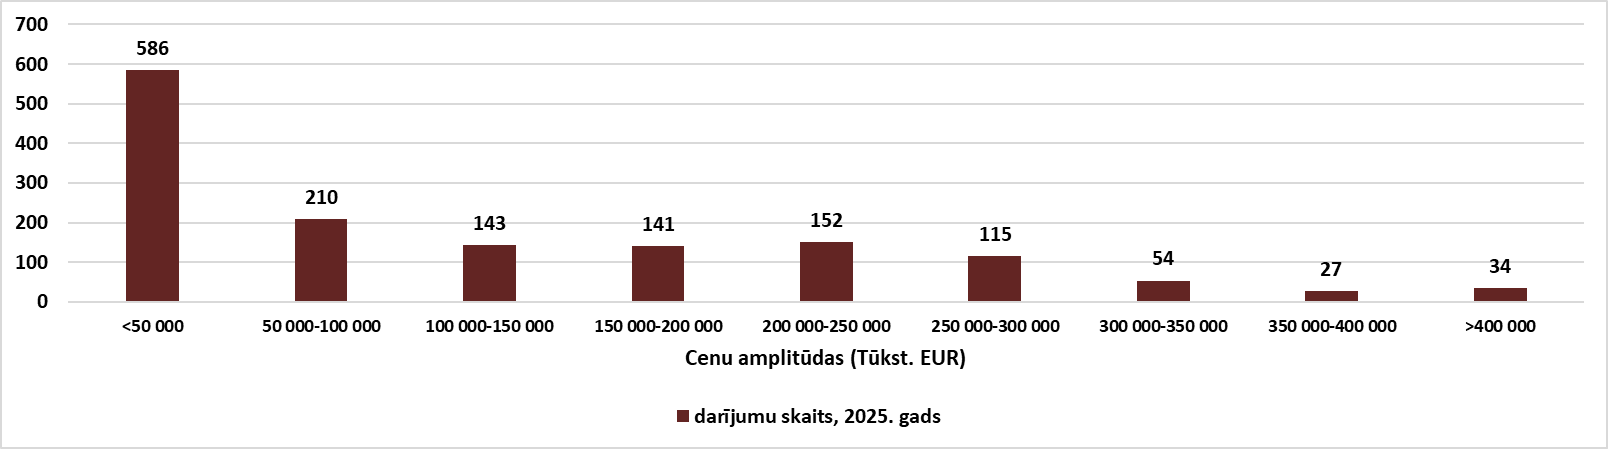 700
600
500
400
300
200
100
0
586
210
143
141
152
115
54
27
34
<50 000
50 000-100 000
100 000-150 000
150 000-200 000
200 000-250 000
250 000-300 000
300 000-350 000
350 000-400 000
>400 000
Cenu amplitūdas (Tūkst. EUR)
darījumu skaits, 2025. gads